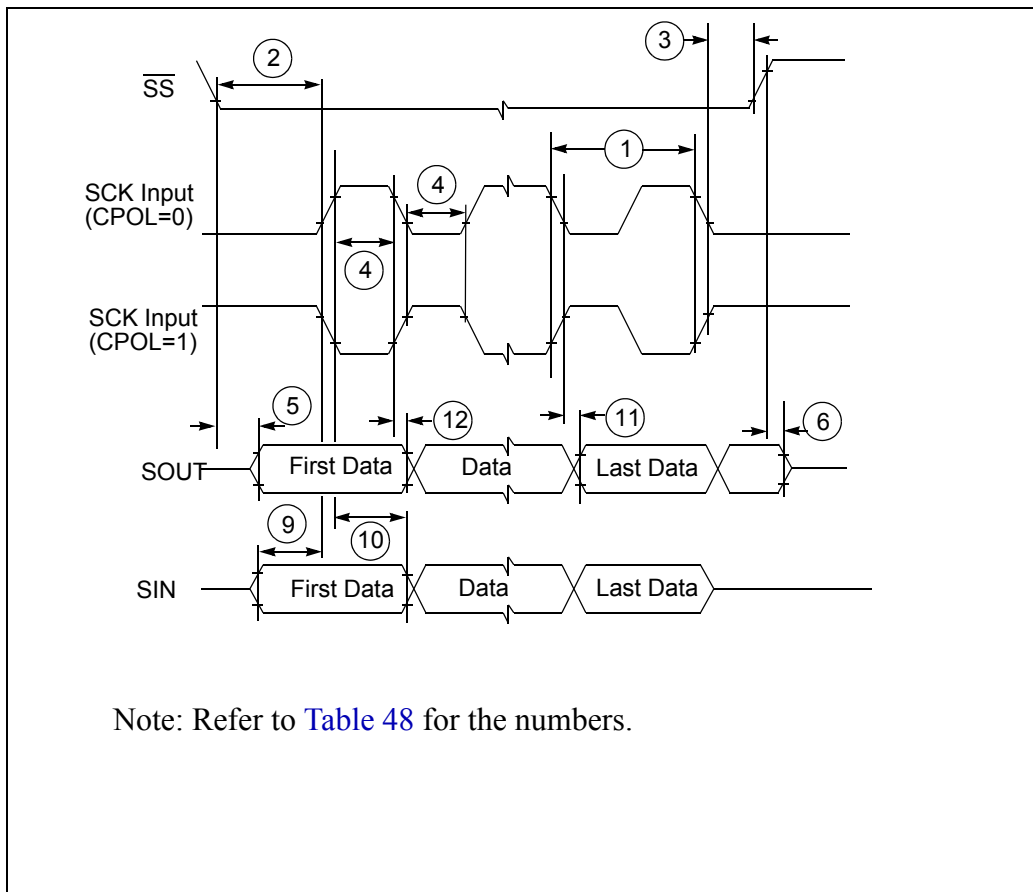 3
2
SS
1
SCK Input
(CPOL=0)
4
4
SCK Input
(CPOL=1)
5
12
11
6
SOUT
First Data
Data
Last Data
9
10
SIN
First Data
Data
Last Data
Note: Refer to Table 48 for the numbers.